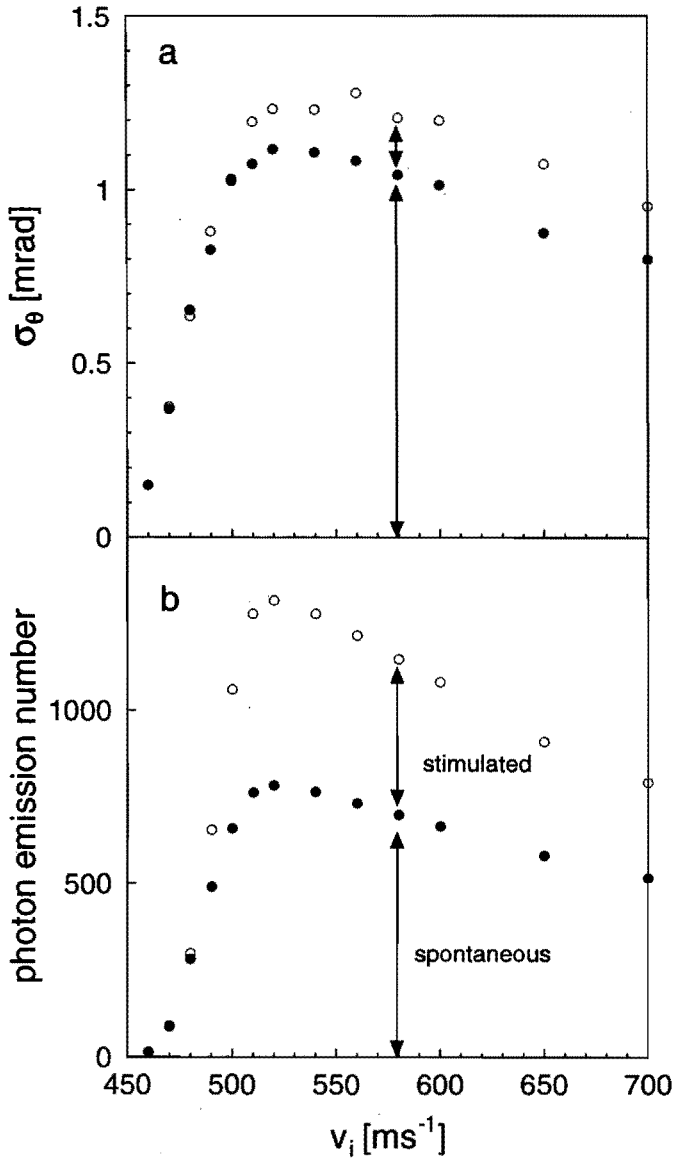 1.5
a
1
σθ [mrad]
0.5
0
b
photon emission number
1000
stimulated
500
spontaneous
0
450 500 550 600 650 700
vi [ms-1]